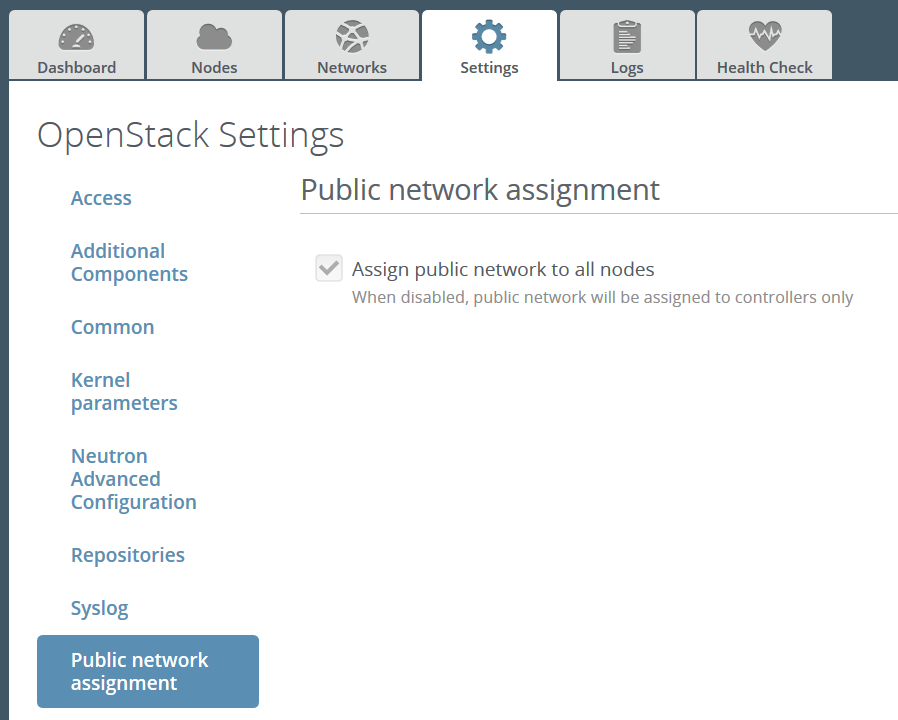 Dashboard
Nodes
Networks
Settings
Logs
Health Check
OpenStack Settings
Access
Additional
Components
Common
Kernel
parameters
Neutron
Advanced
Configuration
Repositories
Syslog
Public network
assignment
Public network assignment
Assign public network to all nodes
When disabled, public network will be assigned to controllers only